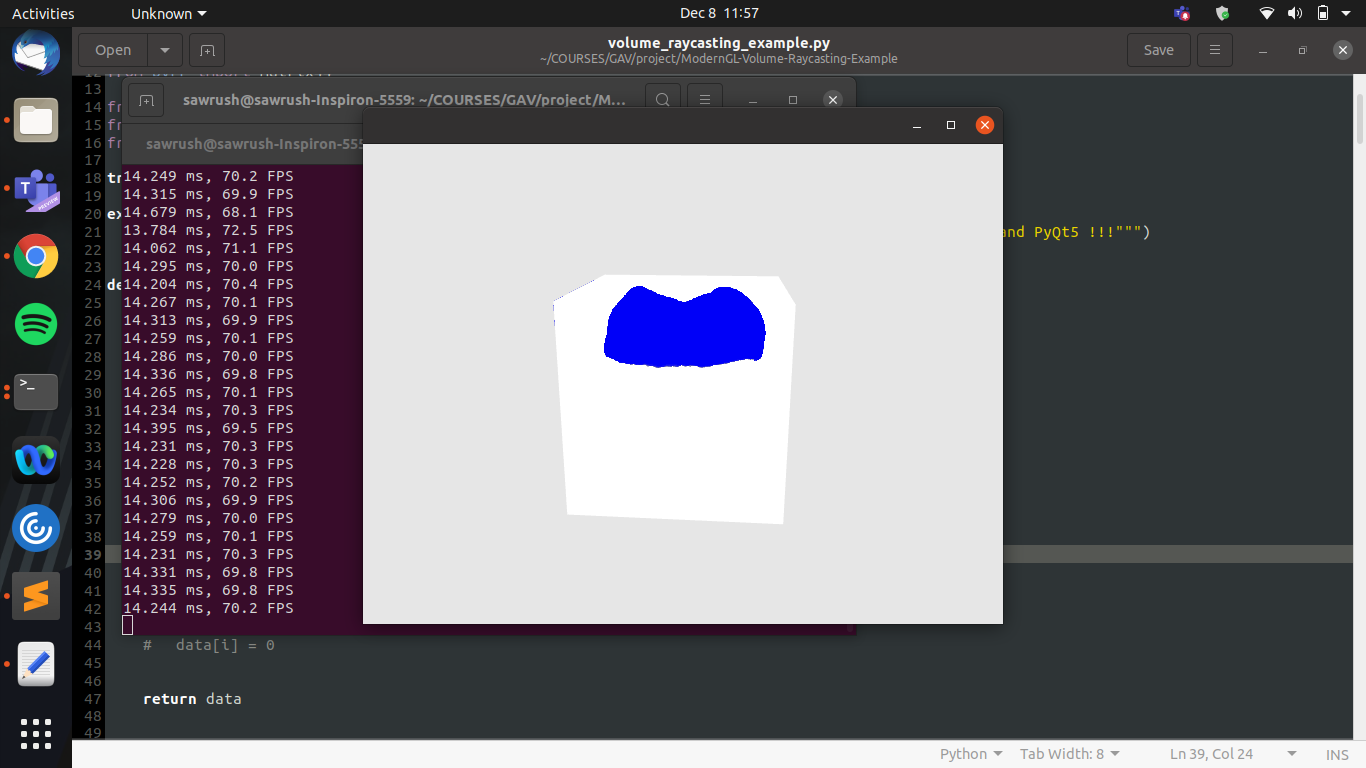 Activities
Unknown
Dec 8 11:57
Open
volume_raycasting_example.py
~/COURSES/GAV/project/ModernGL-Volume-Raycasting-Example
Save
sawrush@sawrush-Inspiron-5559: ~/COURSES/GAV/project/M...
sawrush@sawrush-Inspiron-555
13
14 fr
15 fr
16 fr
17
18 tr
19
20 ex
21 and PyQt5 !!!""")
22
23
24 de
25
26
27
28
29
30
31
32
33
34
35
36
37
38
39
40
41
42
43
44 # data[i] = 0
45
46
47 return data
48
49
14.249 ms, 70.2 FPS
14.315 ms, 69.9 FPS
14.679 ms, 68.1 FPS
13.784 ms, 72.5 FPS
14.062 ms, 71.1 FPS
14.295 ms, 70.0 FPS
14.204 ms, 70.4 FPS
14.267 ms, 70.1 FPS
14.313 ms, 69.9 FPS
14.259 ms, 70.1 FPS
14.286 ms, 70.0 FPS
14.336 ms, 69.8 FPS
14.265 ms, 70.1 FPS
14.234 ms, 70.3 FPS
14.395 ms, 69.5 FPS
14.231 ms, 70.3 FPS
14.228 ms, 70.3 FPS
14.252 ms, 70.2 FPS
14.306 ms, 69.9 FPS
14.279 ms, 70.0 FPS
14.259 ms, 70.1 FPS
14.231 ms, 70.3 FPS
14.331 ms, 69.8 FPS
14.335 ms, 69.8 FPS
14.244 ms, 70.2 FPS
T
PREVIEW
>_
Python
Tab Width: 8
Ln 39, Col 24
INS